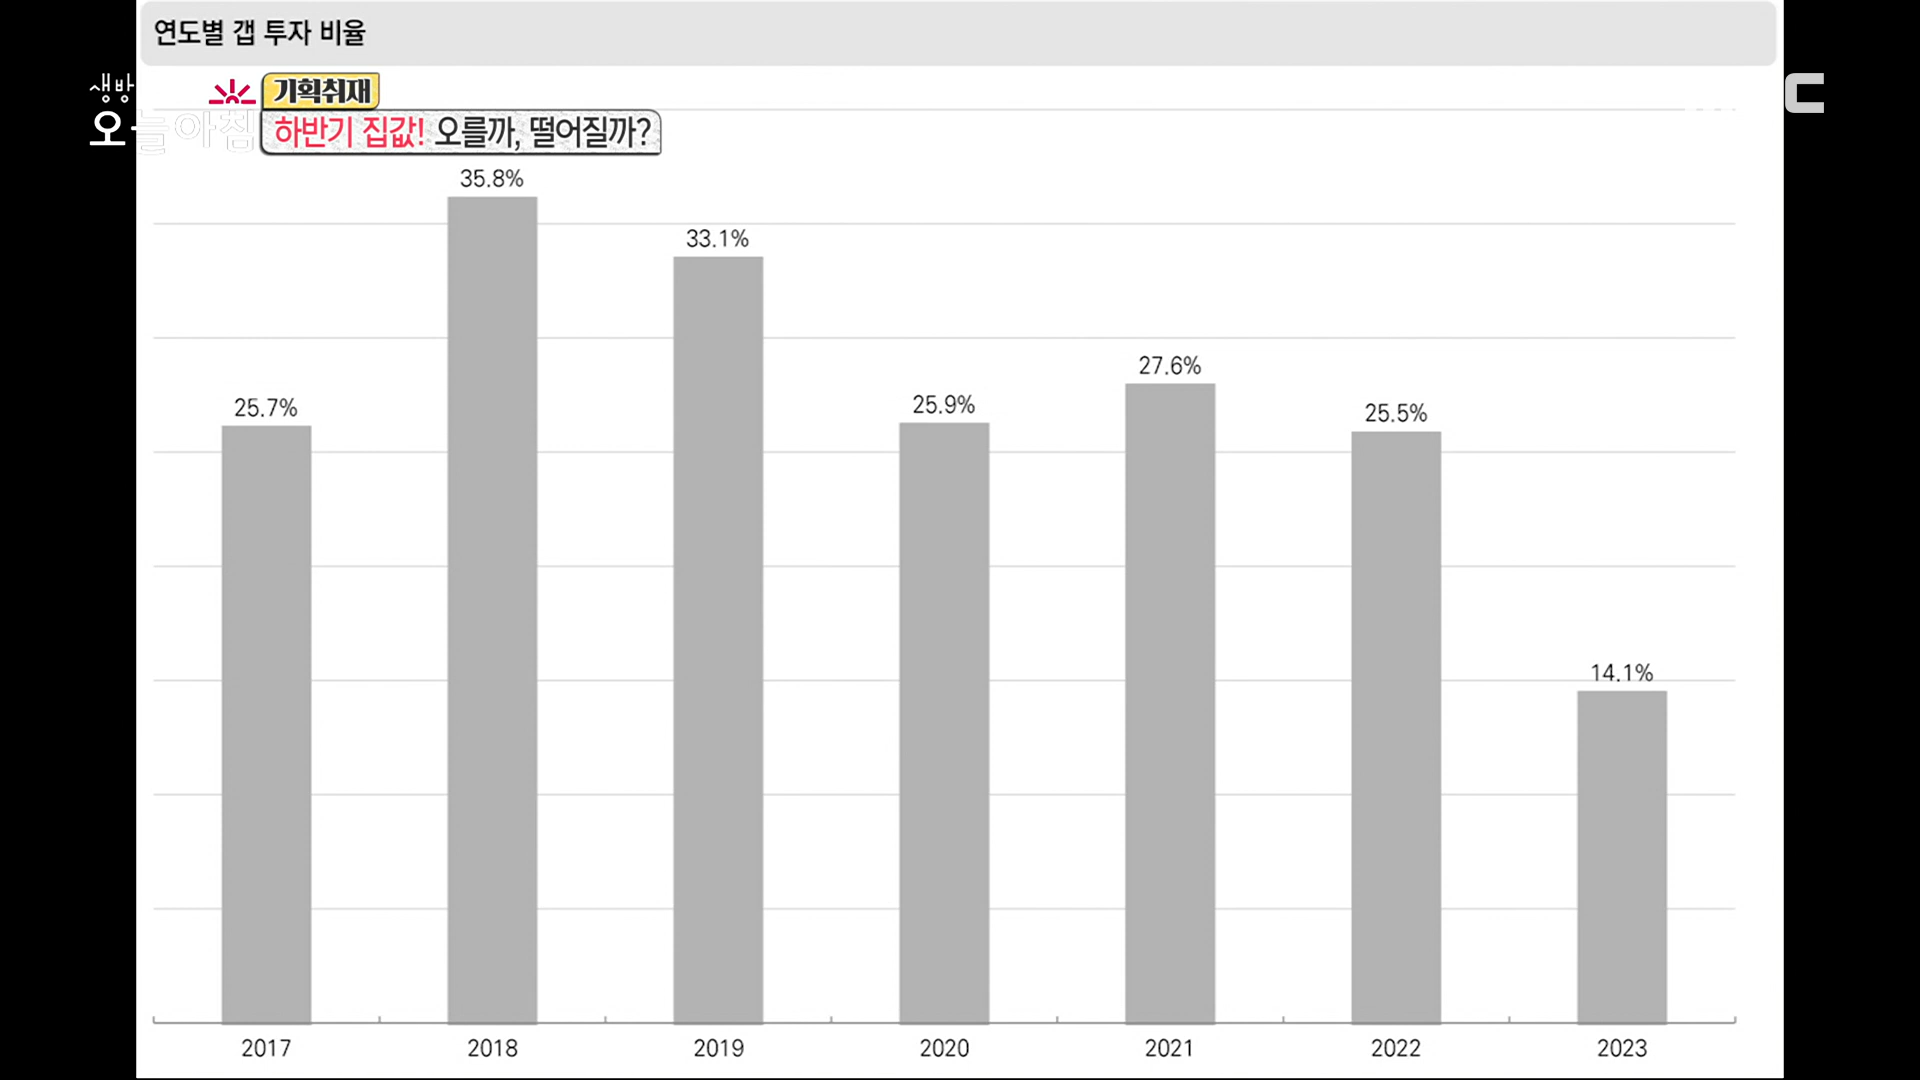 연도별 갭 투자 비율
생방
오늘아침
기획취재
하반기 집값! 오를까, 떨어질까?
35.8%
33.1%
27.6%
25.7%
25.9%
25.5%
14.1%
2017 2018 2019 2020 2021 2022 2023